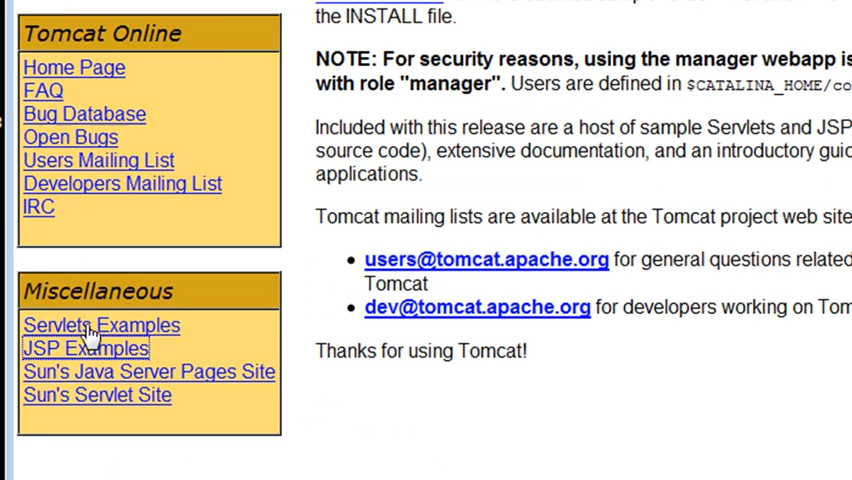 Tomcat Online
Home Page
FAQ
Bug Database
Open Bugs
Users Mailing List
Developers Mailing List
IRC
Miscellaneous
Servlets Examples
JSP Examples
Sun's Java Server Pages Site
Sun's Servlet Site
the INSTALL file.
NOTE: For security reasons, using the manager webapp is
with role "manager". Users are defined in $CATALINA_HOME/co
Included with this release are a host of sample Servlets and JSP
source code), extensive documentation, and an introductory guid
applications.
Tomcat mailing lists are available at the Tomcat project web site
• users@tomcat.apache.org for general questions related
Tomcat
• dev@tomcat.apache.org for developers working on Tom
Thanks for using Tomcat!